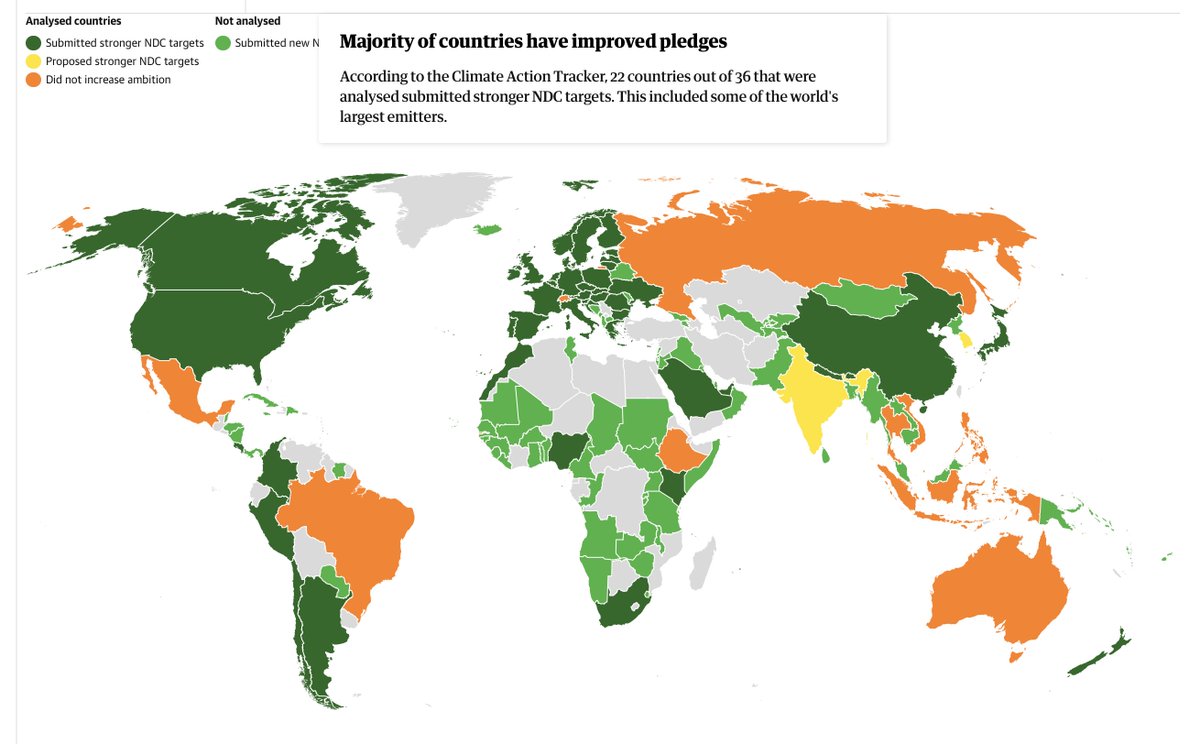 Analysed countries
Submitted stronger NDC targets
Proposed stronger NDC targets
Did not increase ambition
Not analysed
Submitted new N
Majority of countries have improved pledges
According to the Climate Action Tracker, 22 countries out of 36 that were
analysed submitted stronger NDC targets. This included some of the world's
largest emitters.